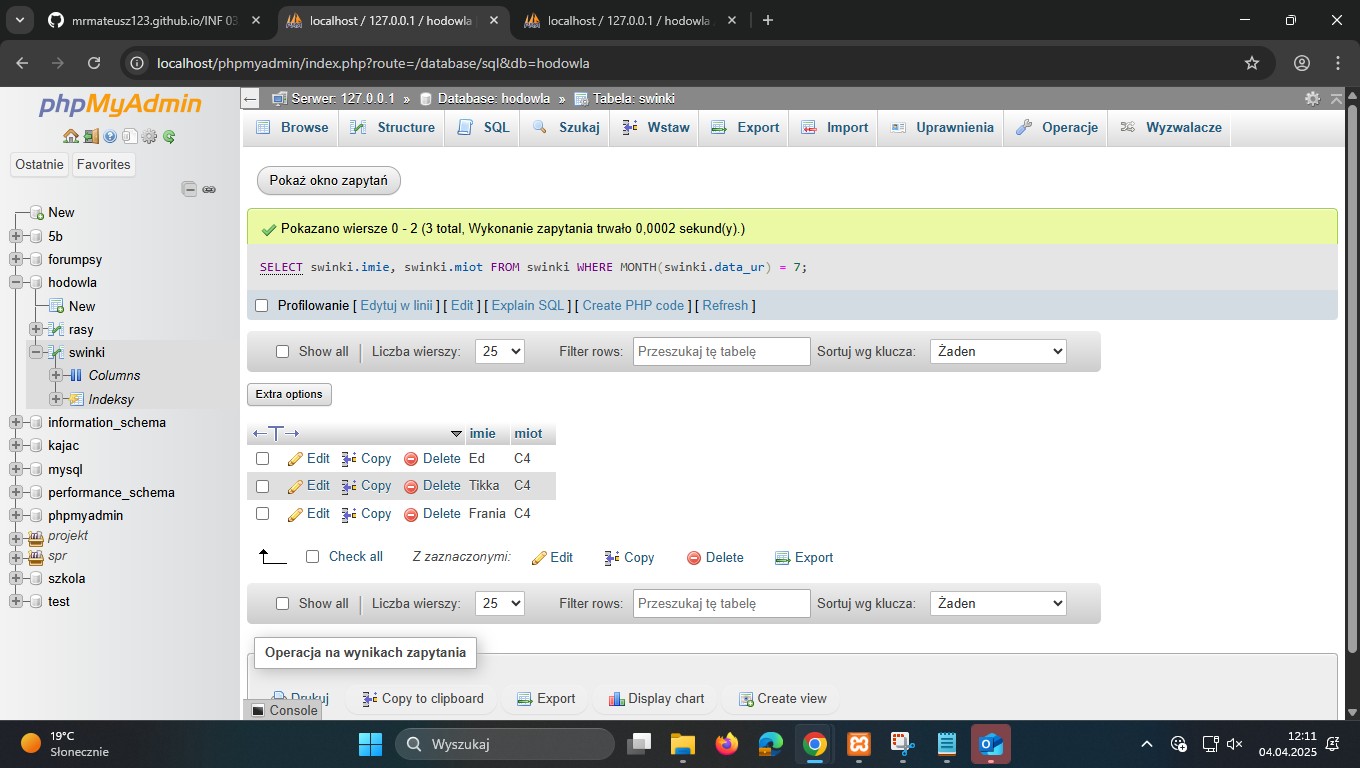 mrmateusz123.github.io/INF 03
localhost / 127.0.0.1 / hodowla
localhost / 127.0.0.1 / hodowla
localhost/phpmyadmin/index.php?route=/database/sql&db=hodowla
phpMyAdmin
Ostatnie Favorites
New
5b
forumpsy
hodowla
New
rasy
swinki
Columns
Indeksy
information_schema
kajac
mysql
performance_schema
phpmyadmin
projekt
spr
szkola
test
Serwer: 127.0.0.1 » Database: hodowla » Tabela: swinki
Browse Structure SQL Szukaj Wstaw Export Import Uprawnienia Operacje Wyzwalacze
Pokaż okno zapytań
Pokazano wiersze 0 - 2 (3 total, Wykonanie zapytania trwało 0,0002 sekund(y).)
SELECT swinki.imie, swinki.miot FROM swinki WHERE MONTH(swinki.data_ur) = 7;
Profilowanie [ Edytuj w linii ] [ Edit ] [ Explain SQL ] [ Create PHP code ] [ Refresh ]
Show all Liczba wierszy: 25 Filter rows: Przeszukaj tę tabelę Sortuj wg klucza: Żaden
Extra options
imie miot
Edit Copy Delete Ed C4
Edit Copy Delete Tikka C4
Edit Copy Delete Frania C4
Check all Z zaznaczonymi: Edit Copy Delete Export
Show all Liczba wierszy: 25 Filter rows: Przeszukaj tę tabelę Sortuj wg klucza: Żaden
Operacja na wynikach zapytania
Drukuj Copy to clipboard Export Display chart Create view
Console
19°C
Słonecznie
Wyszukaj
12:11
04.04.2025